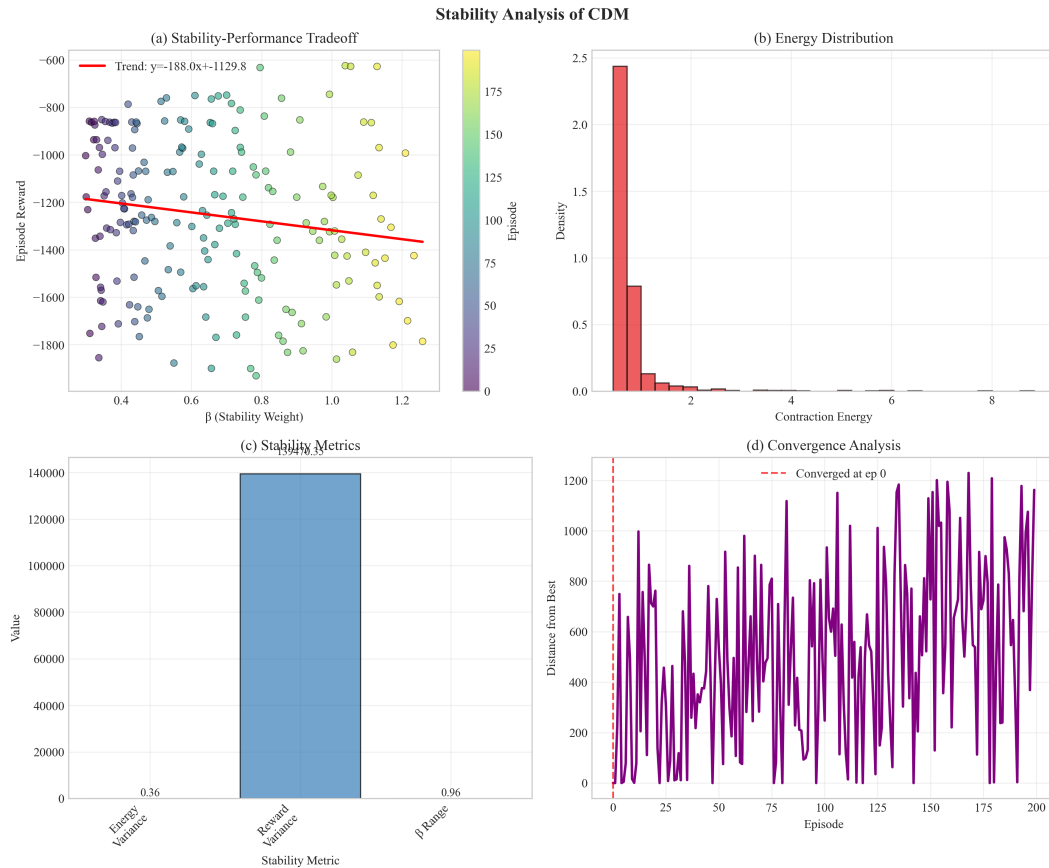 Stability Analysis of CDM
(a) Stability-Performance Tradeoff
Trend: y=-188.0x+-1129.8
−600
−800
−1000
−1200
−1400
−1600
−1800
Episode Reward
0.4
0.6
0.8
1.0
1.2
β (Stability Weight)
175
150
125
100
75
50
25
0
Episode
(b) Energy Distribution
2.5
2.0
1.5
1.0
0.5
0.0
Density
2
4
6
8
Contraction Energy
(c) Stability Metrics
140000
120000
100000
80000
60000
40000
20000
0
Value
0.36
0.96
Energy
Variance
Reward
Variance
β Range
Stability Metric
(d) Convergence Analysis
Converged at ep 0
1200
1000
800
600
400
200
0
Distance from Best
0
25
50
75
100
125
150
175
200
Episode